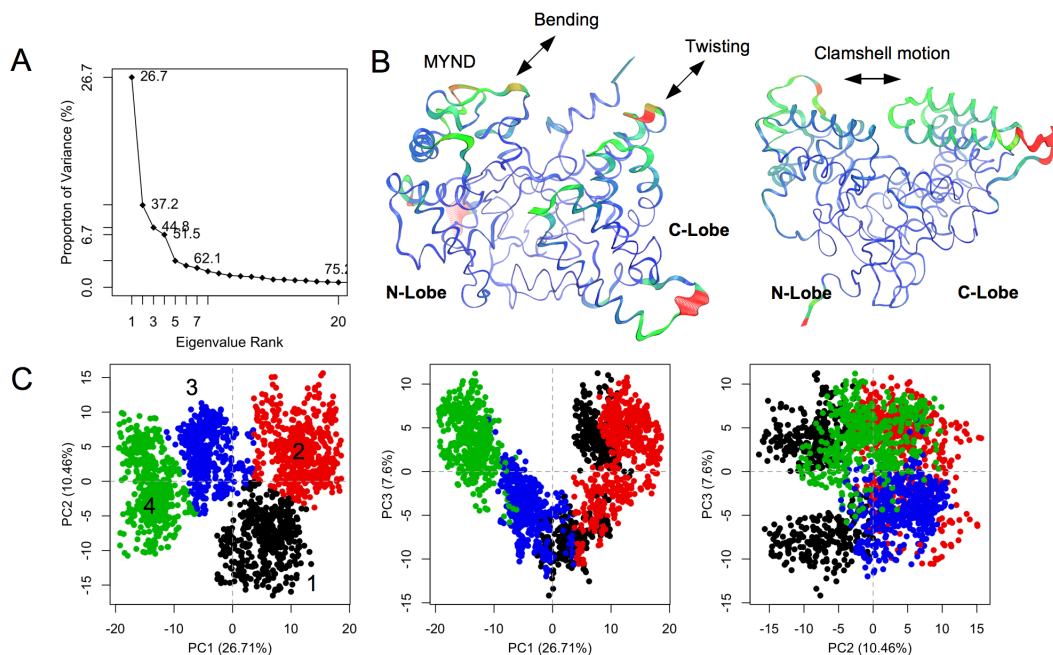 A
Proporton of Variance (%)
26.7
6.7
0.0
26.7
37.2
44.8
51.5
62.1
1
3
5
7
20
Eigenvalue Rank
B
Bending
MYND
Twisting
C-Lobe
N-Lobe
Clamshell motion
N-Lobe
C-Lobe
C
PC2 (10.46%)
15
10
5
0
-5
-10
-15
3
2
4
1
-20
-10
0
10
20
PC1 (26.71%)
PC3 (7.6%)
10
5
0
-5
-10
-15
-20
-10
0
10
20
PC1 (26.71%)
PC3 (7.6%)
10
5
0
-5
-10
-15
-15
-10
-5
0
5
10
15
PC2 (10.46%)